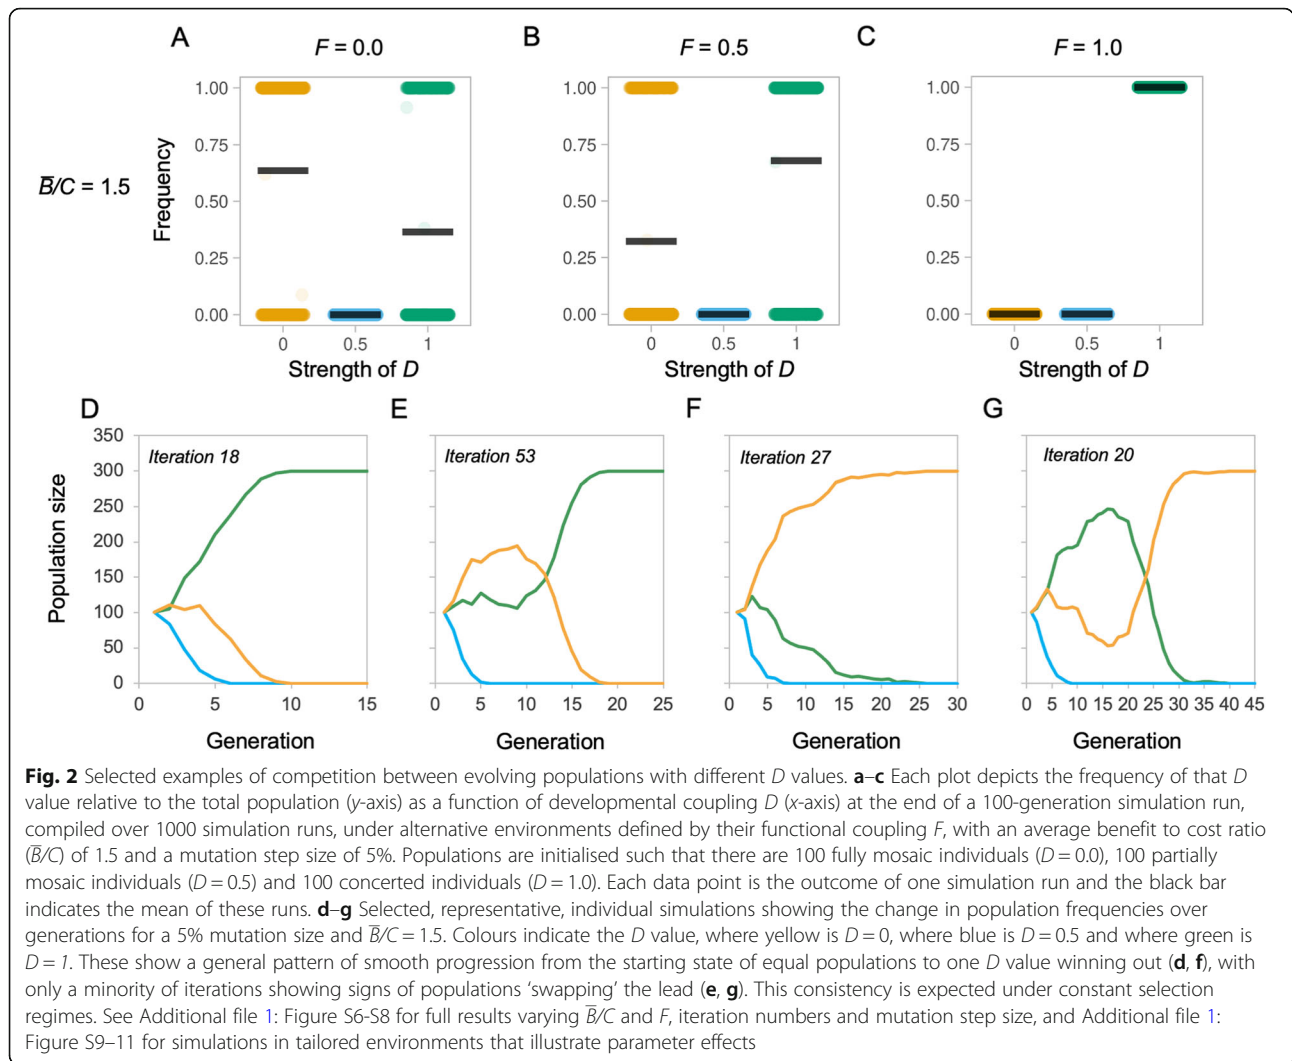 A
F = 0.0
B
F = 0.5
C
F = 1.0
B̅/C = 1.5
Frequency
1.00
0.75
0.50
0.25
0.00
0
0.5
1
Strength of D
1.00
0.75
0.50
0.25
0.00
0
0.5
1
Strength of D
1.00
0.75
0.50
0.25
0.00
0
0.5
1
Strength of D
D
E
F
G
Population size
350
300
250
200
150
100
50
0
Iteration 18
0 5 10 15
Generation
Iteration 53
0 5 10 15 20 25
Generation
Iteration 27
0 5 10 15 20 25 30
Generation
Iteration 20
0 5 10 15 20 25 30 35 40 45
Generation
Fig. 2 Selected examples of competition between evolving populations with different D values. a–c Each plot depicts the frequency of that D
value relative to the total population (y-axis) as a function of developmental coupling D (x-axis) at the end of a 100-generation simulation run,
compiled over 1000 simulation runs, under alternative environments defined by their functional coupling F, with an average benefit to cost ratio
(B̅/C) of 1.5 and a mutation step size of 5%. Populations are initialised such that there are 100 fully mosaic individuals (D = 0.0), 100 partially
mosaic individuals (D = 0.5) and 100 concerted individuals (D = 1.0). Each data point is the outcome of one simulation run and the black bar
indicates the mean of these runs. d–g Selected, representative, individual simulations showing the change in population frequencies over
generations for a 5% mutation size and B̅/C = 1.5. Colours indicate the D value, where yellow is D = 0, where blue is D = 0.5 and where green is
D = 1. These show a general pattern of smooth progression from the starting state of equal populations to one D value winning out (d, f), with
only a minority of iterations showing signs of populations ‘swapping’ the lead (e, g). This consistency is expected under constant selection
regimes. See Additional file 1: Figure S6-S8 for full results varying B̅/C and F, iteration numbers and mutation step size, and Additional file 1:
Figure S9–11 for simulations in tailored environments that illustrate parameter effects